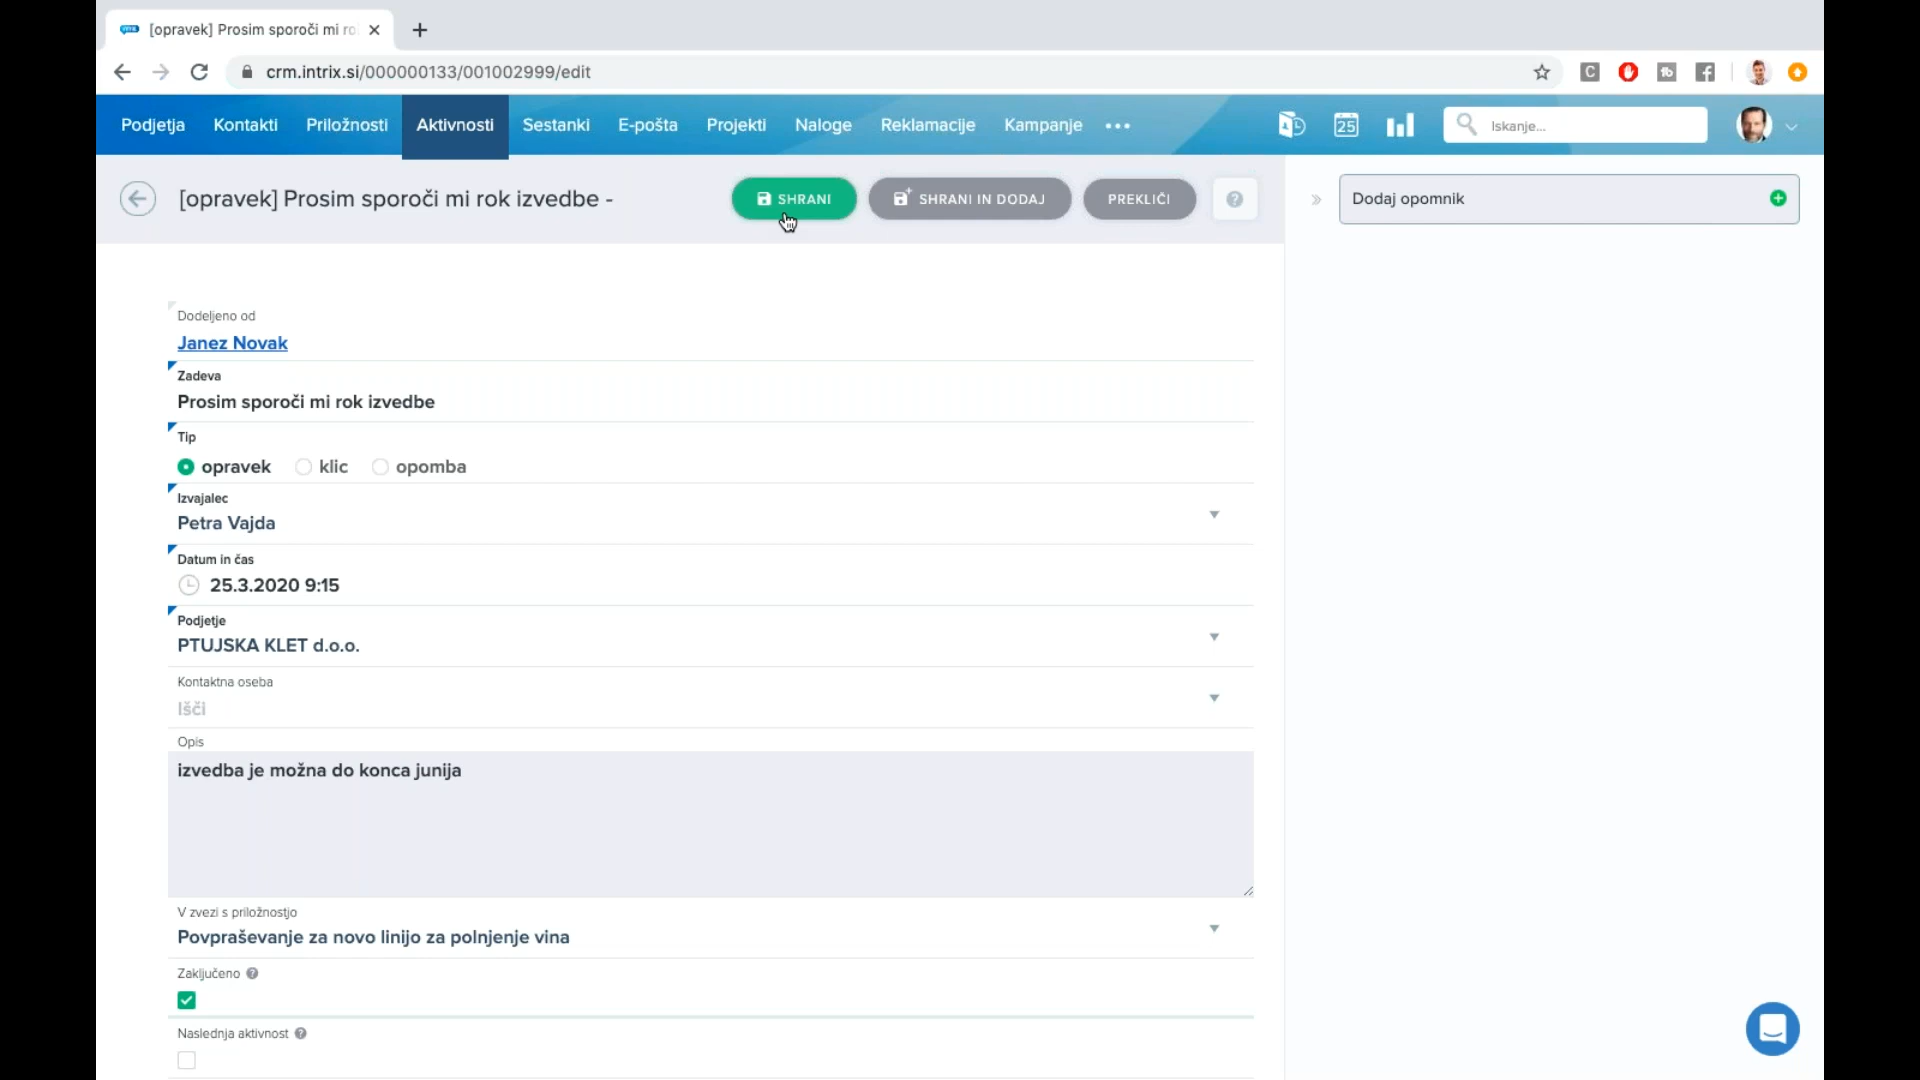 [opravek] Prosim sporoči mi ro
crm.intrix.si/000000133/001002999/edit
Podjetja Kontakti Priložnosti Aktivnosti Sestanki E-pošta Projekti Naloge Reklamacije Kampanje 25 Iskanje...
[opravek] Prosim sporoči mi rok izvedbe - SHRANI SHRANI IN DODAJ PREKLIČI ? Dodaj opomnik
Dodeljeno od
Janez Novak
Zadeva
Prosim sporoči mi rok izvedbe
Tip
opravek klic opomba
Izvajalec
Petra Vajda
Datum in čas
25.3.2020 9:15
Podjetje
PTUJSKA KLET d.o.o.
Kontaktna oseba
Išči
Opis
izvedba je možna do konca junija
V zvezi s priložnostjo
Povpraševanje za novo linijo za polnjenje vina
Zaključeno ?
Naslednja aktivnost ?